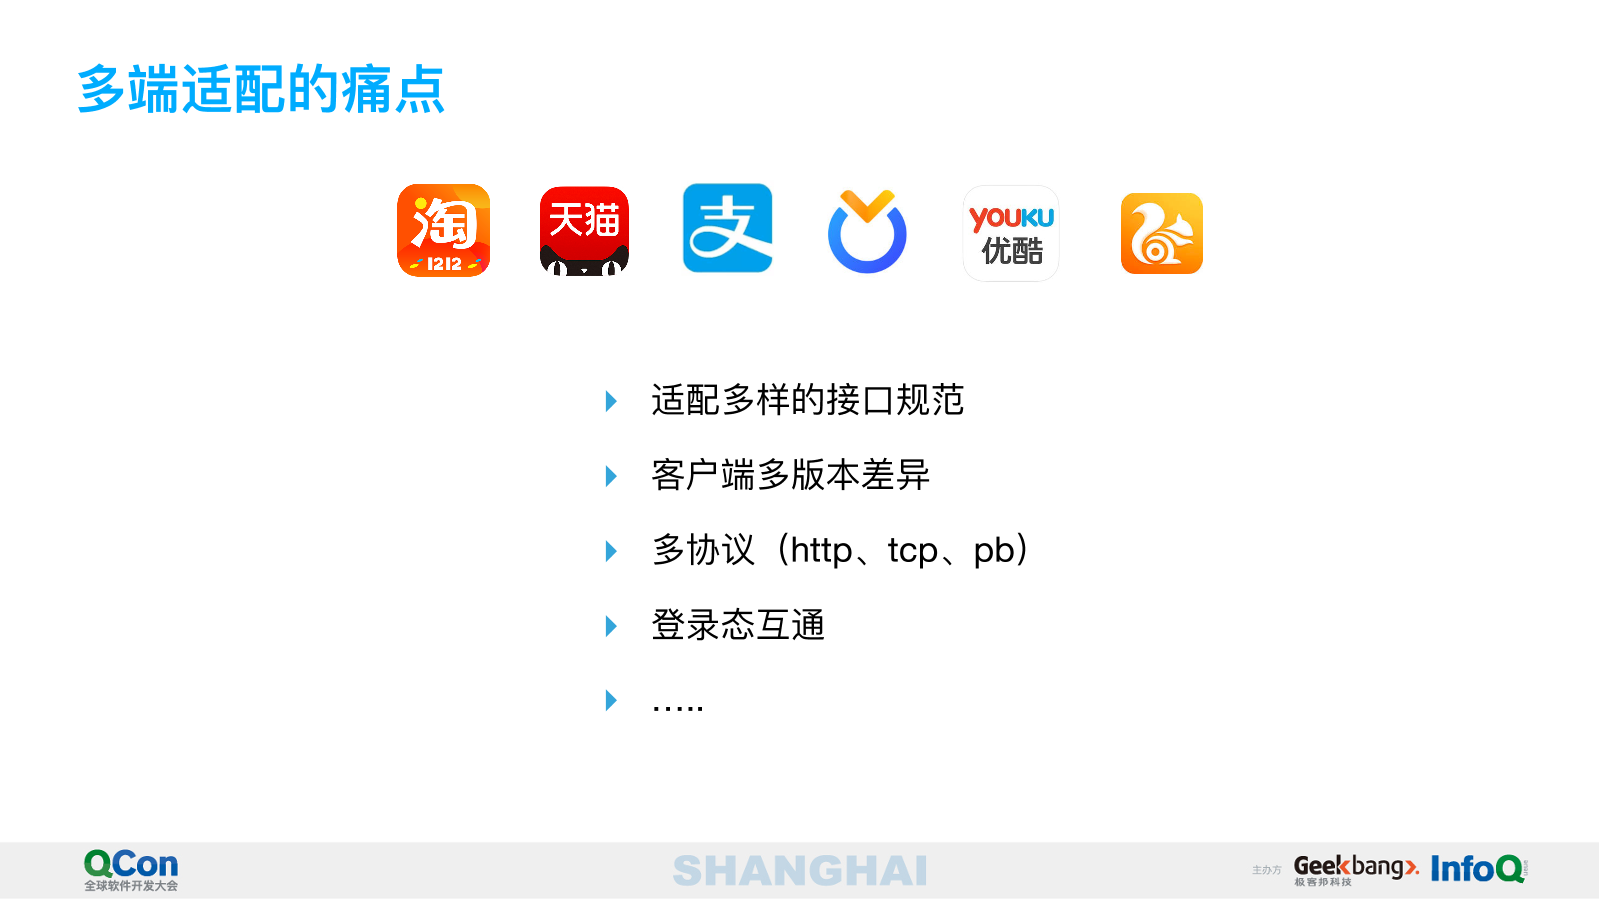 多端适配的痛点
淘
1212
天猫
支
YOUKU
优酷
适配多样的接口规范
客户端多版本差异
多协议（http、tcp、pb）
登录态互通
…..
QCon
全球软件开发大会
SHANGHAI
主办方
Geekbang
极客邦科技
InfoQ